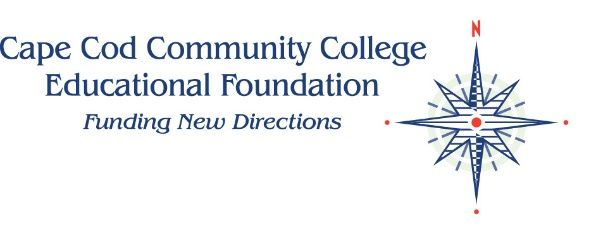 N
Cape Cod Community College
Educational Foundation
Funding New Directions